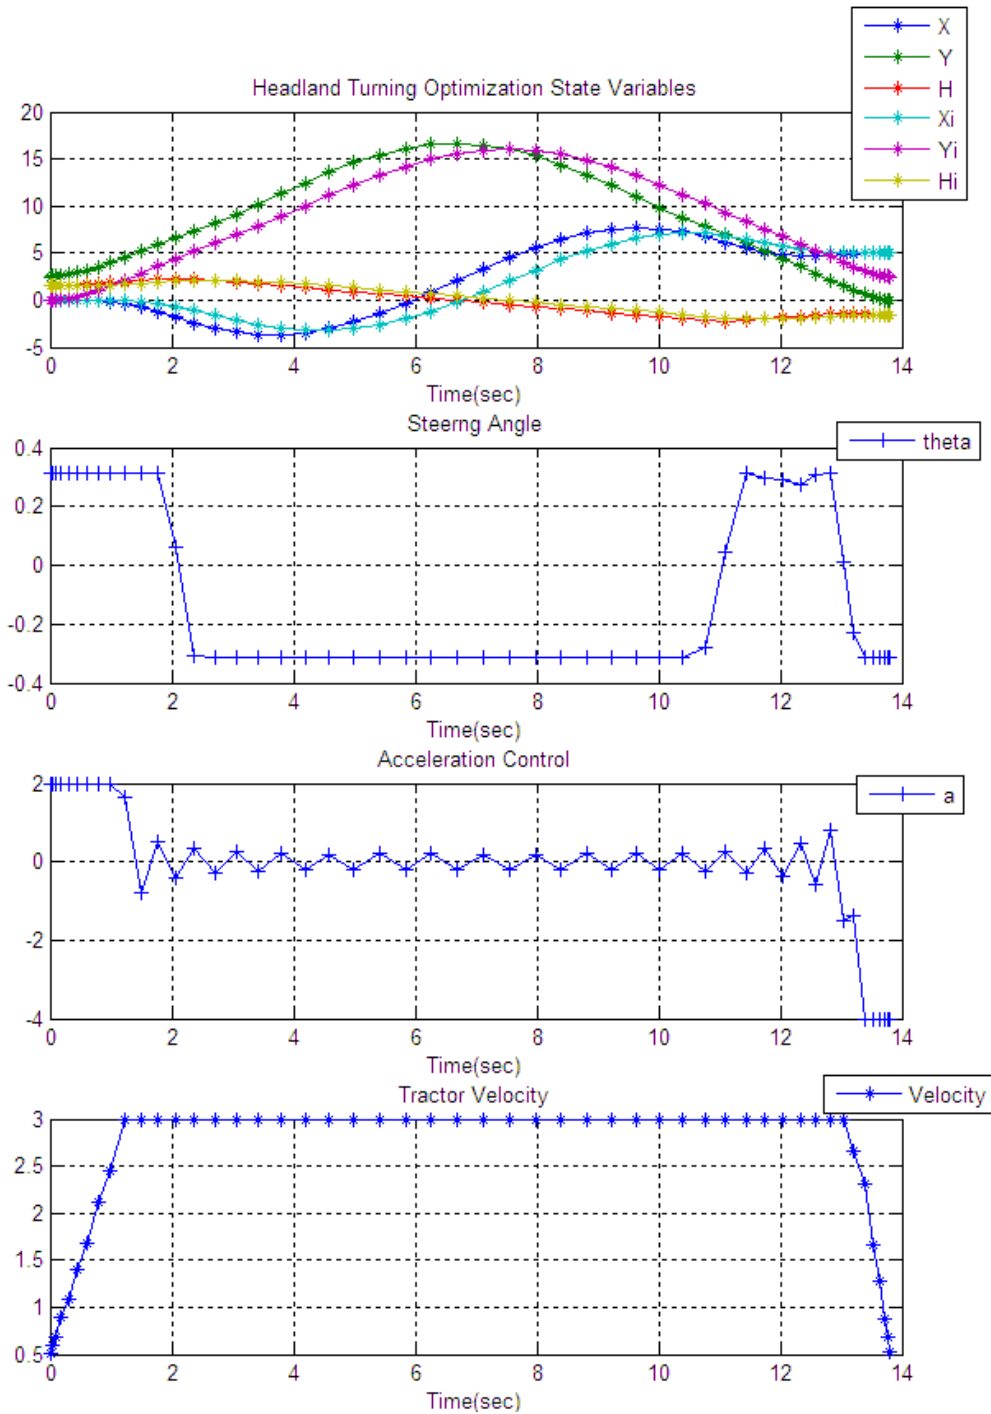 X
Y
H
Xi
Yi
Hi
Headland Turning Optimization State Variables
20
15
10
5
0
-5
0 2 4 6 8 10 12 14
Time(sec)
Steerng Angle
theta
0.4
0.2
0
-0.2
-0.4
0 2 4 6 8 10 12 14
Time(sec)
Acceleration Control
a
2
0
-2
-4
0 2 4 6 8 10 12 14
Time(sec)
Tractor Velocity
Velocity
3
2.5
2
1.5
1
0.5
0 2 4 6 8 10 12 14
Time(sec)